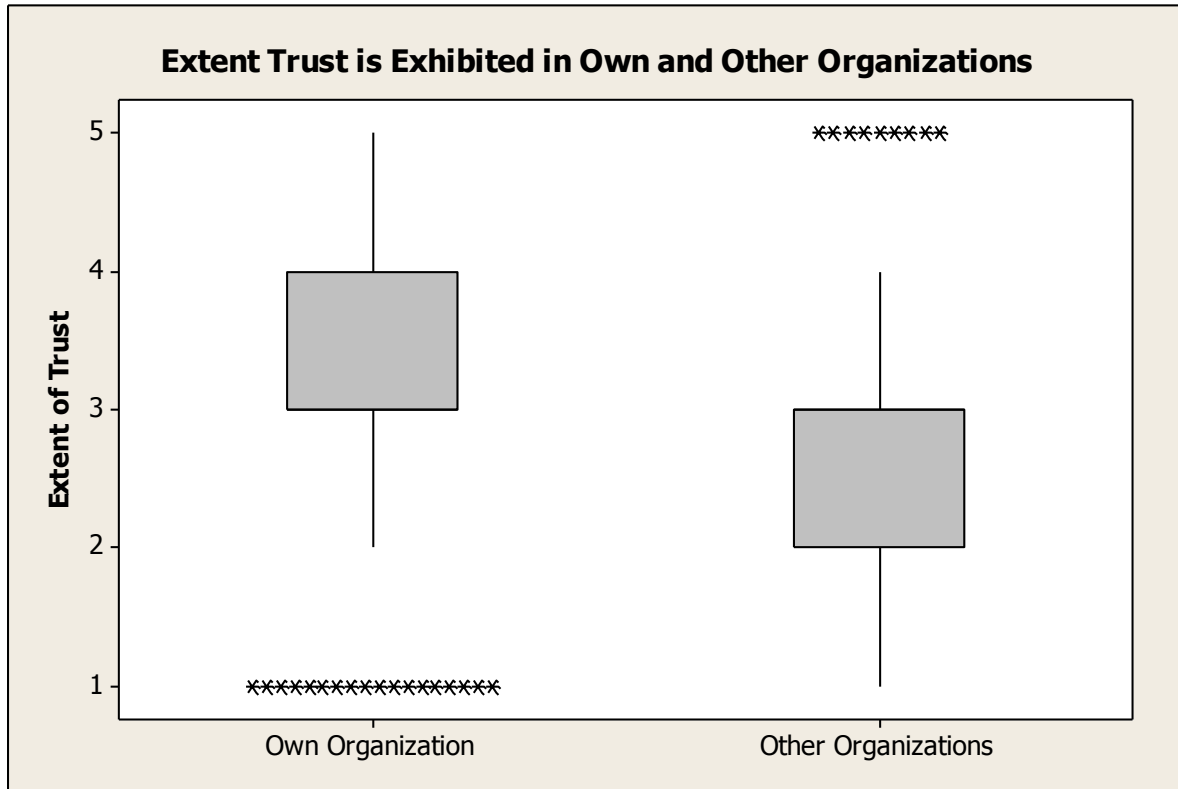 Extent Trust is Exhibited in Own and Other Organizations
Extent of Trust
5
4
3
2
1
Own Organization
Other Organizations